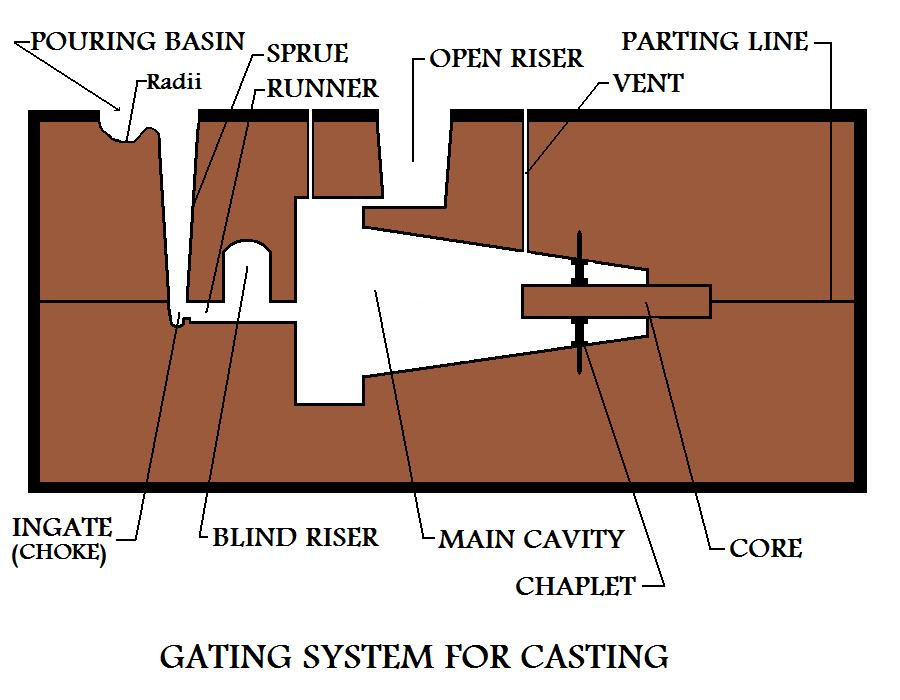 POURING BASIN
SPRUE
OPEN RISER
PARTING LINE
Radii
RUNNER
VENT
INGATE
(CHOKE)
BLIND RISER
MAIN CAVITY
CORE
CHAPLET
GATING SYSTEM FOR CASTING